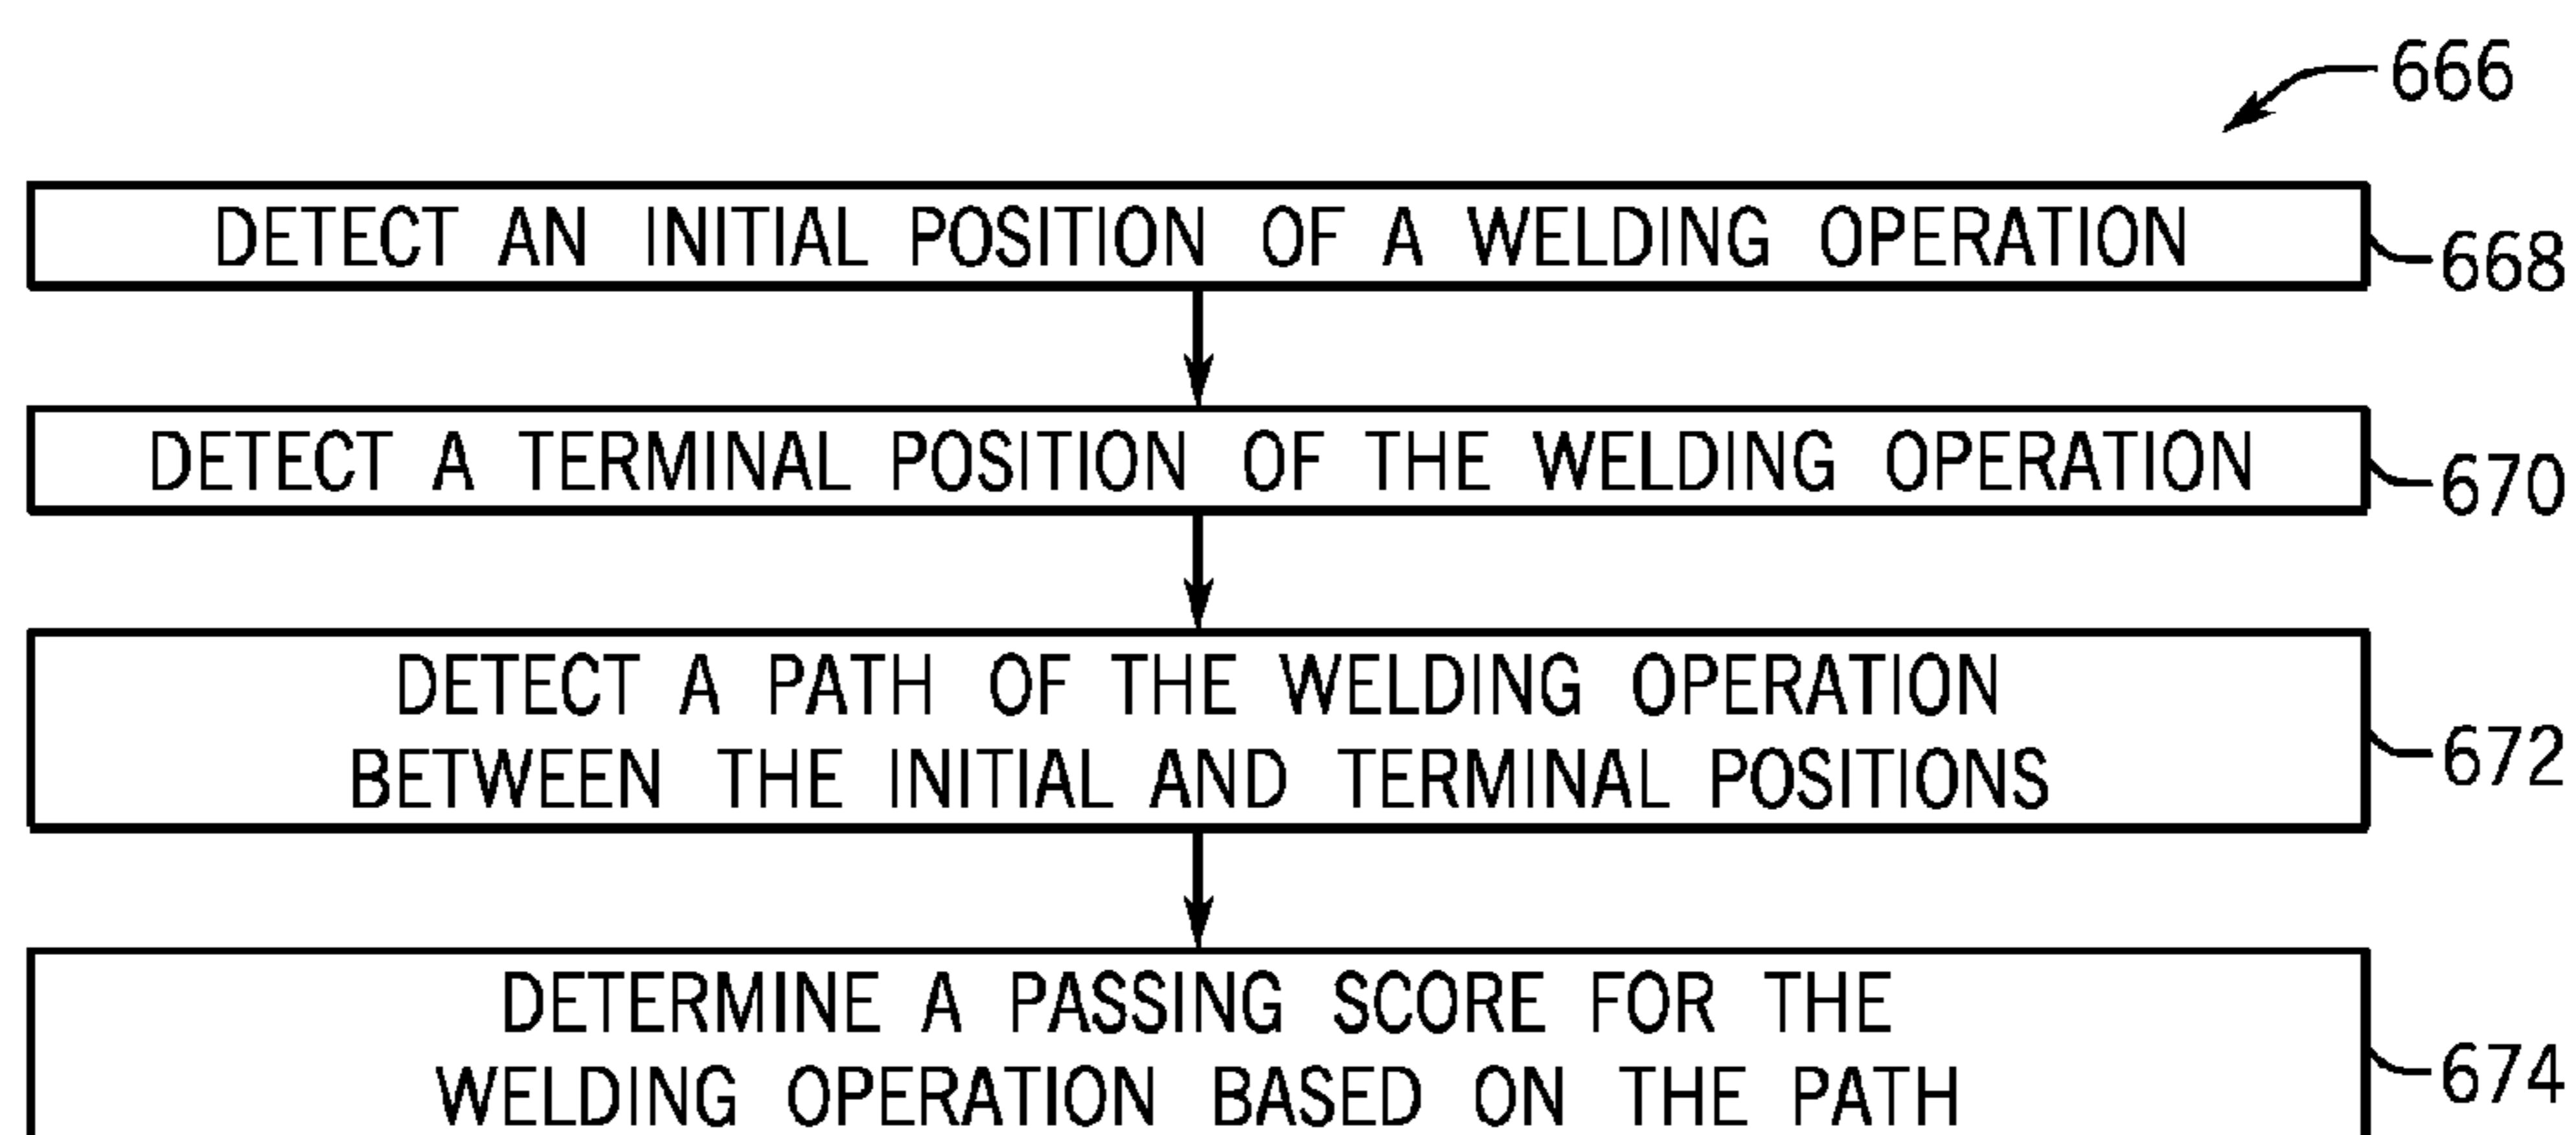 666
DETECT AN INITIAL POSITION OF A WELDING OPERATION
668
DETECT A TERMINAL POSITION OF THE WELDING OPERATION
670
DETECT A PATH OF THE WELDING OPERATION
BETWEEN THE INITIAL AND TERMINAL POSITIONS
672
DETERMINE A PASSING SCORE FOR THE
WELDING OPERATION BASED ON THE PATH
674